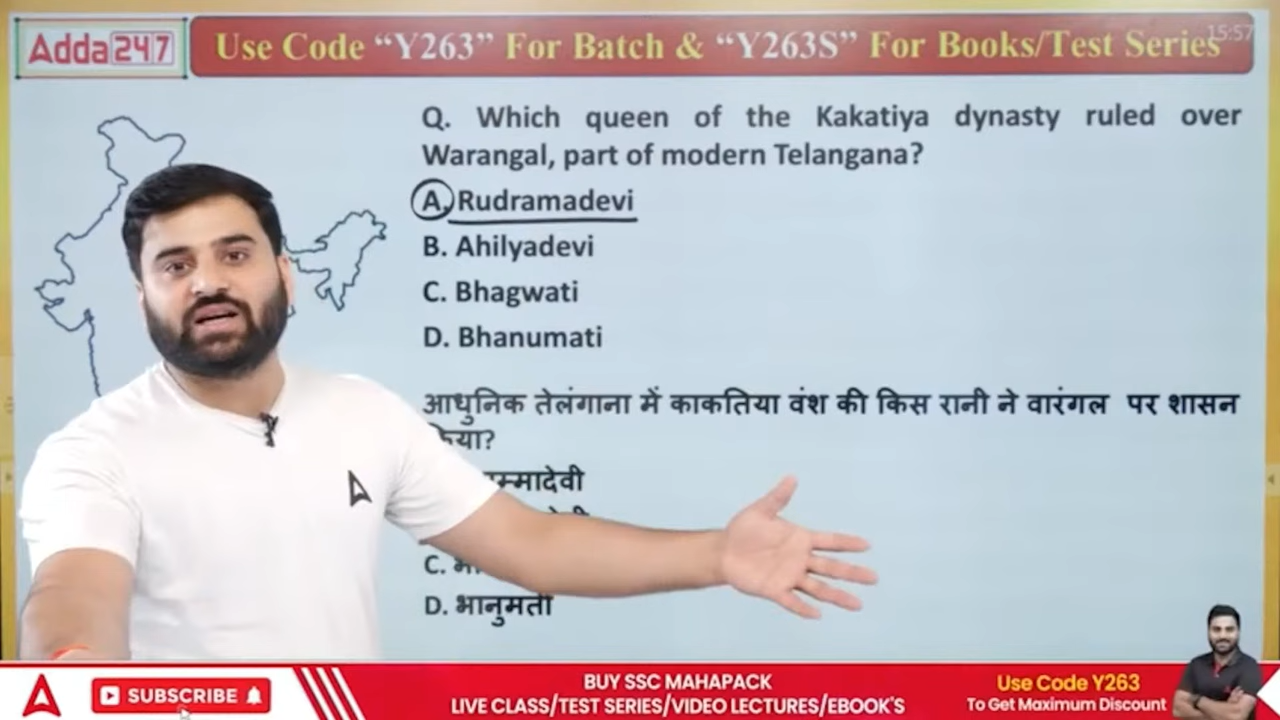 Adda247
Use Code “Y263” For Batch & “Y263S” For Books/Test Series
15:57
Q. Which queen of the Kakatiya dynasty ruled over
Warangal, part of modern Telangana?
A. Rudramadevi
B. Ahilyadevi
C. Bhagwati
D. Bhanumati
आधुनिक तेलंगाना में काकतिया वंश की किस रानी ने वारंगल पर शासन
किया?
C.
D. भानुमती
SUBSCRIBE
BUY SSC MAHAPACK
LIVE CLASS/TEST SERIES/VIDEO LECTURES/EBOOK'S
Use Code Y263
To Get Maximum Discount